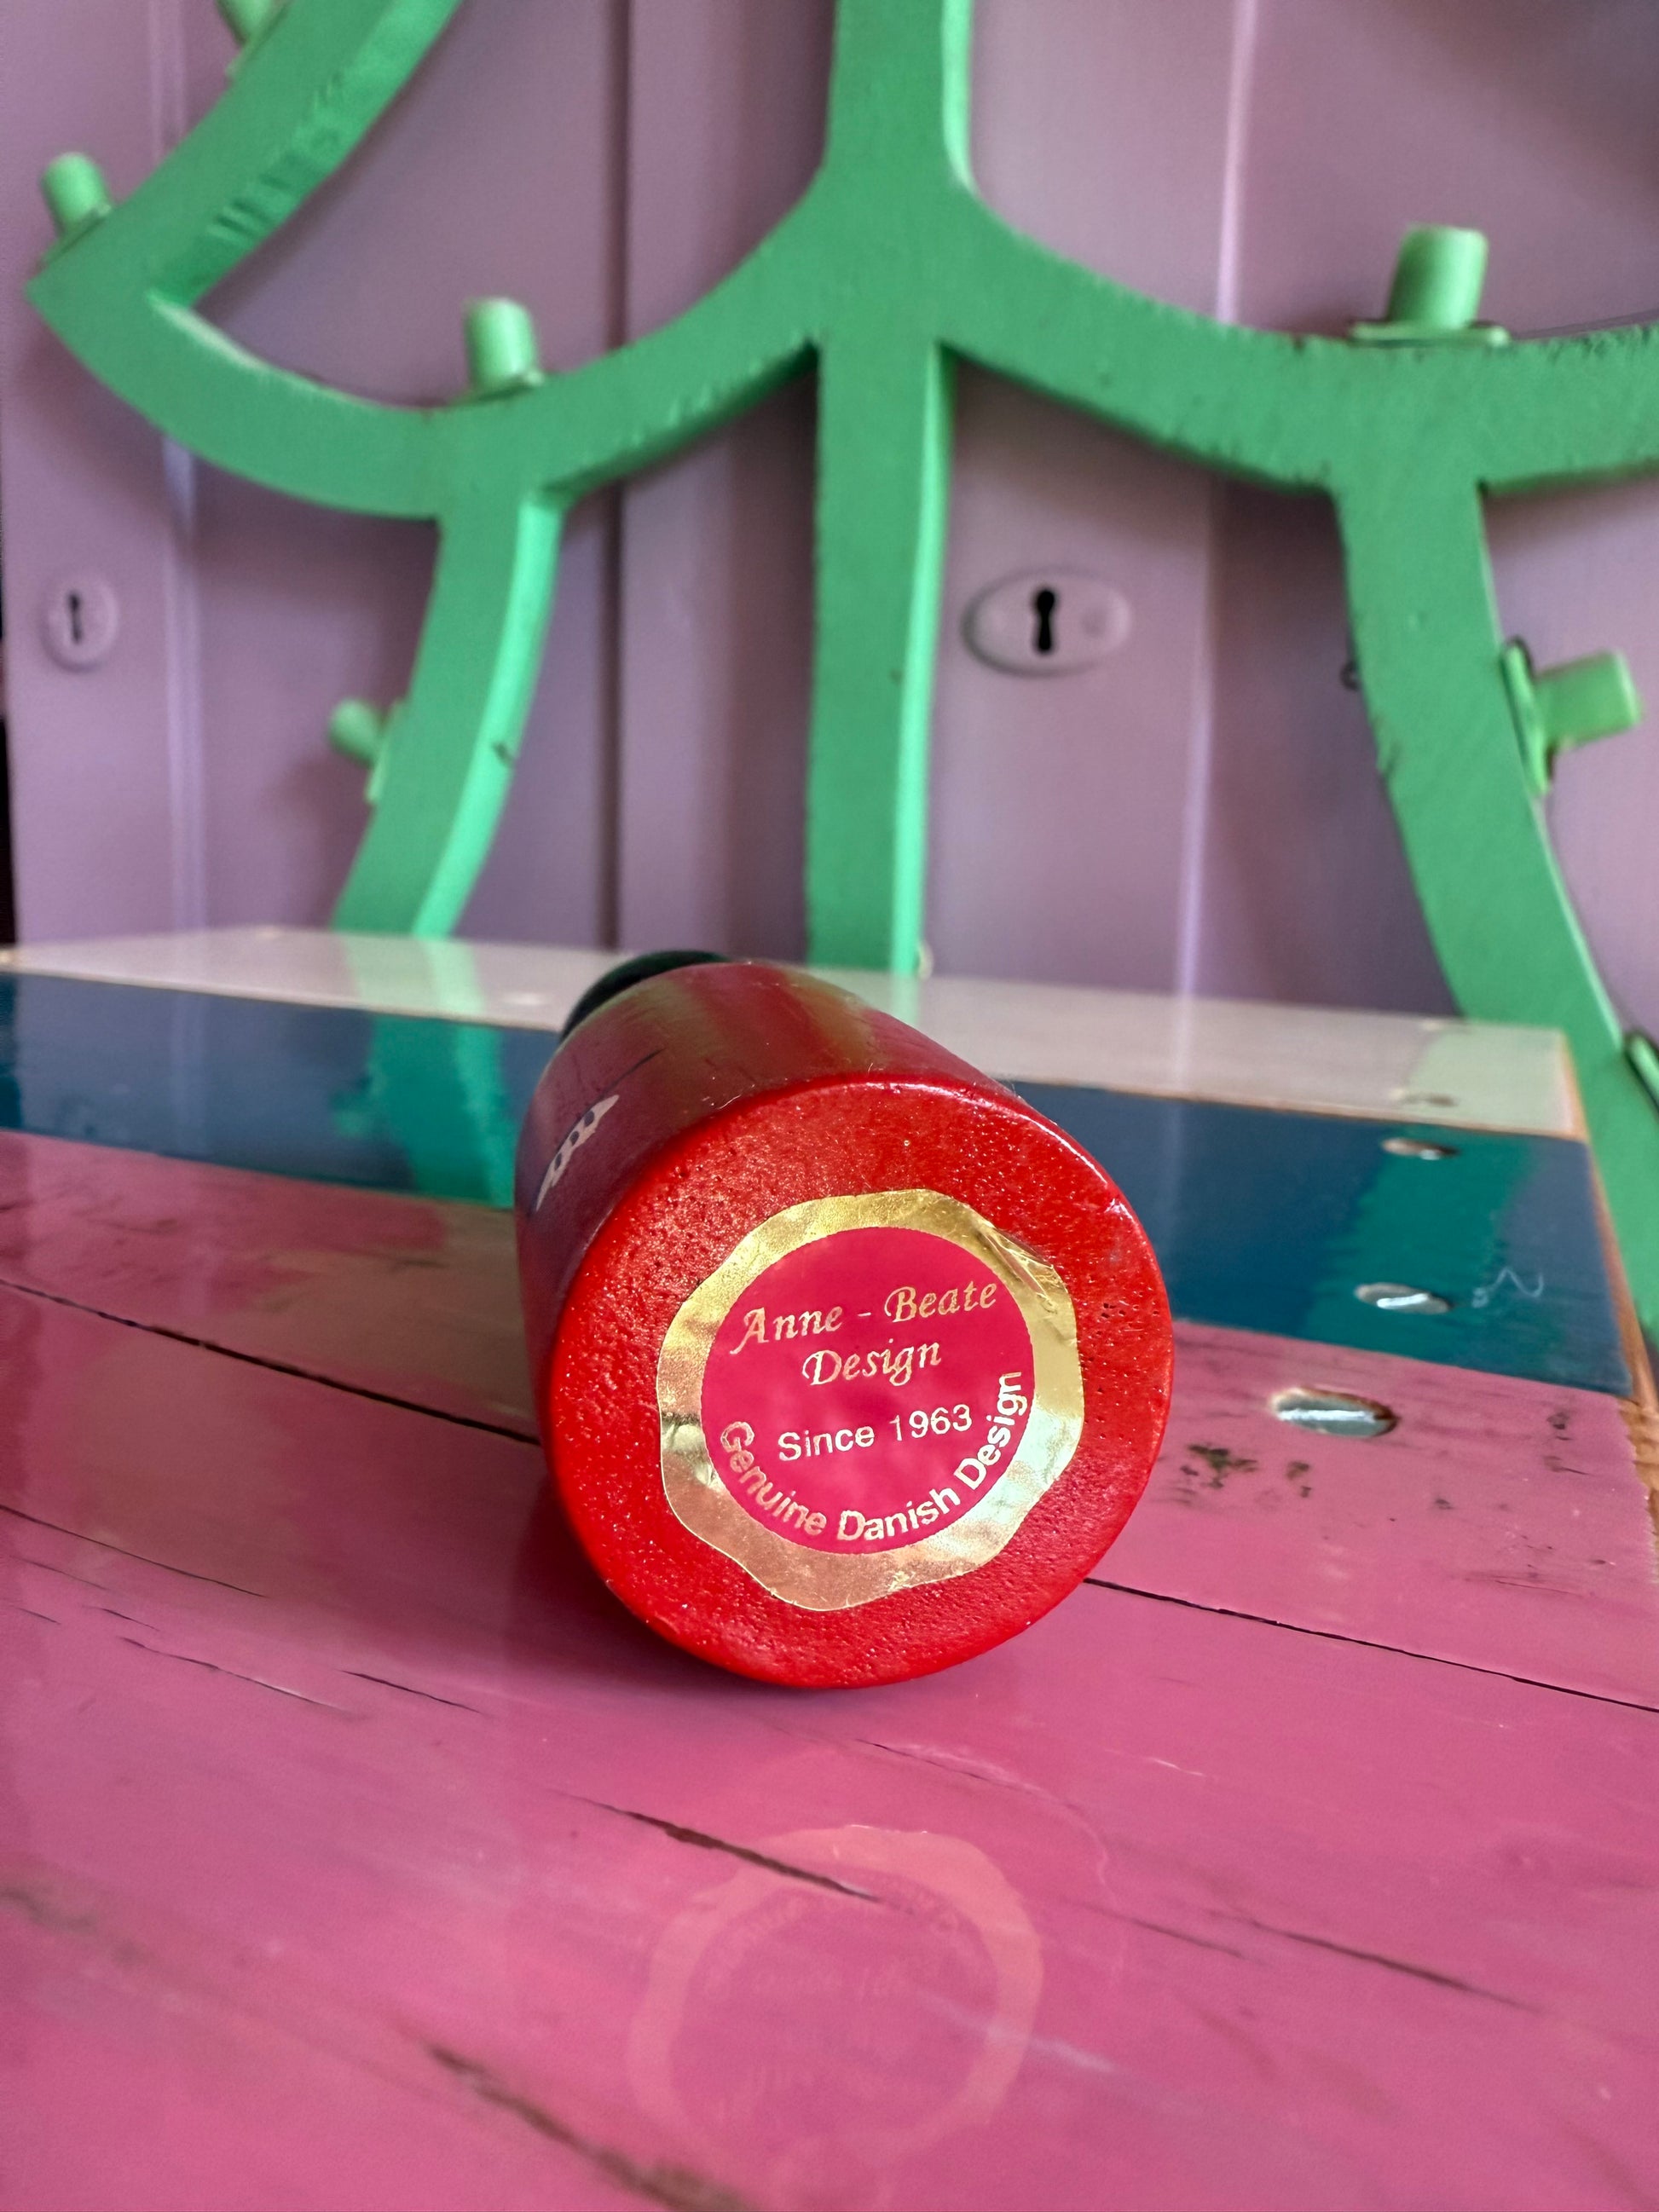 Anne - Beate
Design
Since 1963
Genuine Danish Design